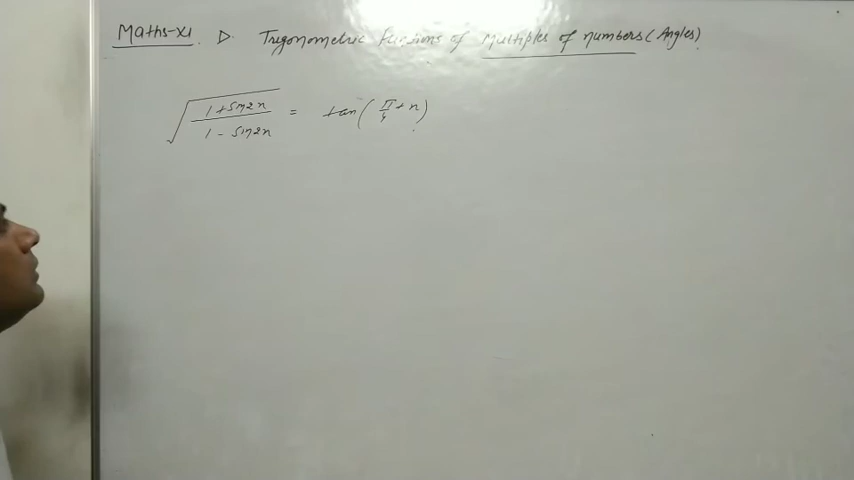 Maths-XI. ▷ Trigonometric functions of Multiples of numbers (Angles)
√((1 + Sin2x)/(1 - Sin2x)) = tan(π/4 + x)